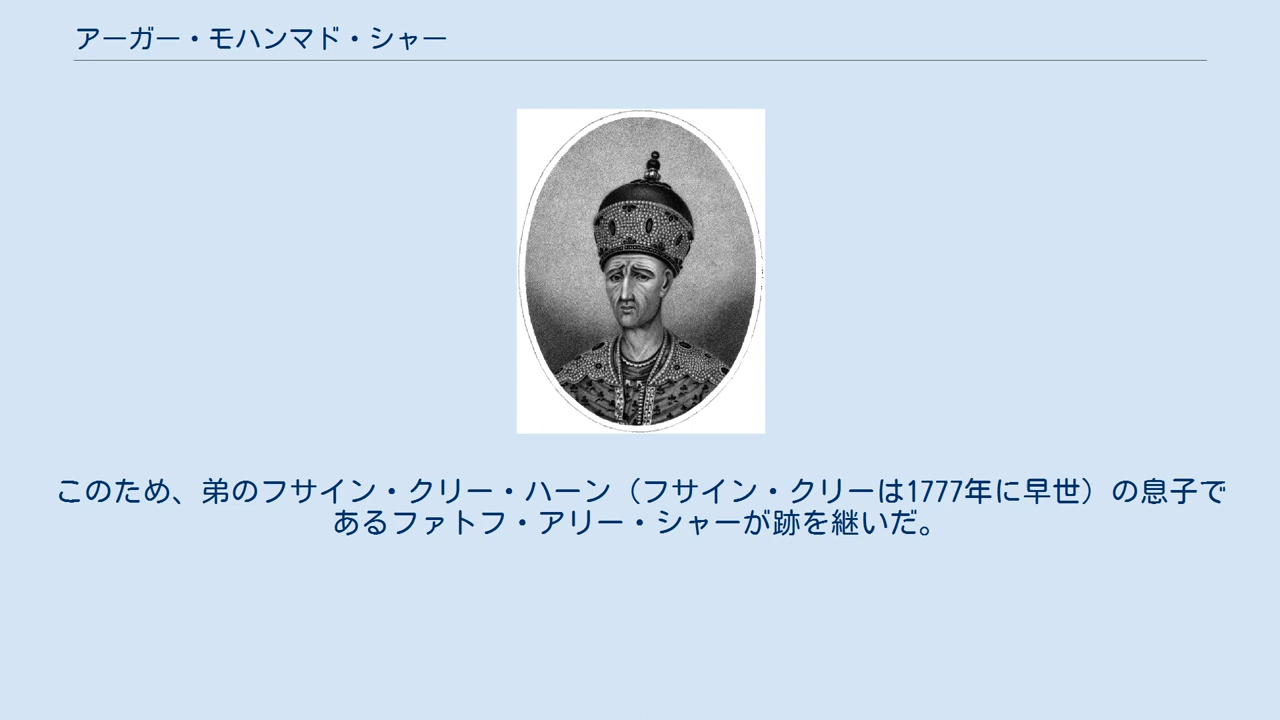 アーガー・モハンマド・シャー
このため、弟のフサイン・クリー・ハーン（フサイン・クリーは1777年に早世）の息子で
あるファトフ・アリー・シャーが跡を継いだ。